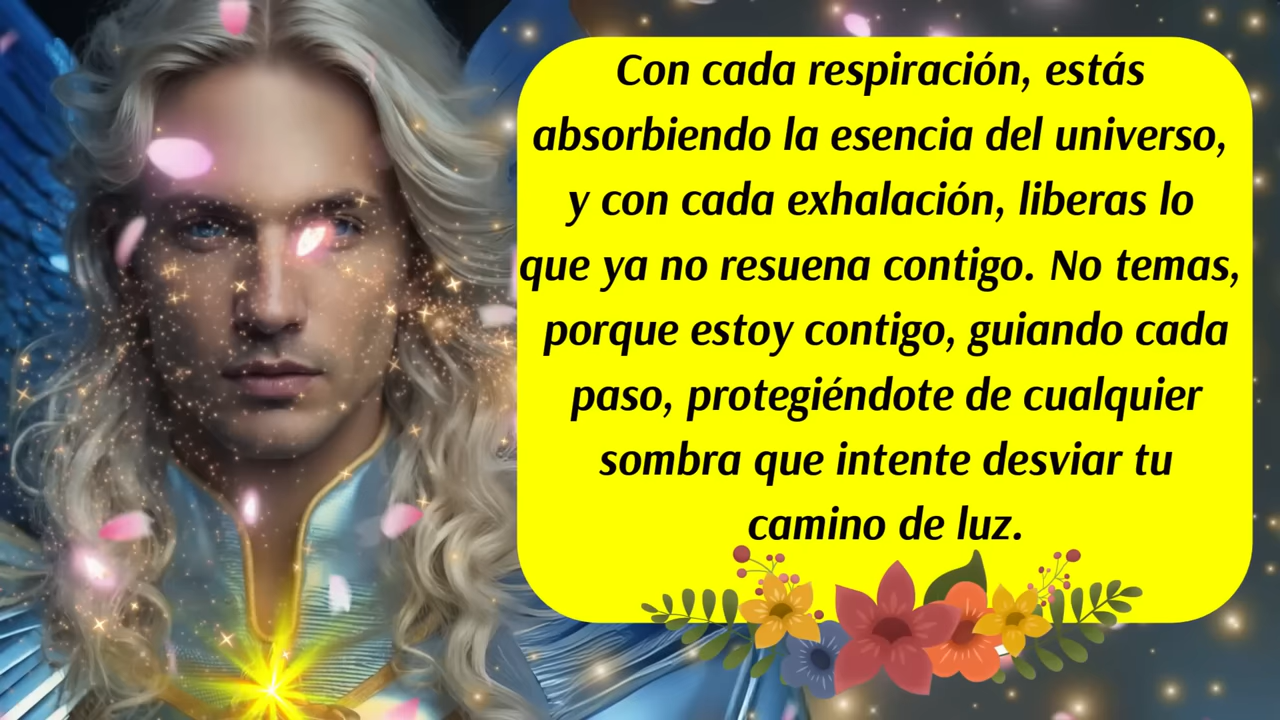 Con cada respiración, estás
absorbiendo la esencia del universo,
y con cada exhalación, liberas lo
que ya no resuena contigo. No temas,
porque estoy contigo, guiando cada
paso, protegiéndote de cualquier
sombra que intente desviar tu
camino de luz.